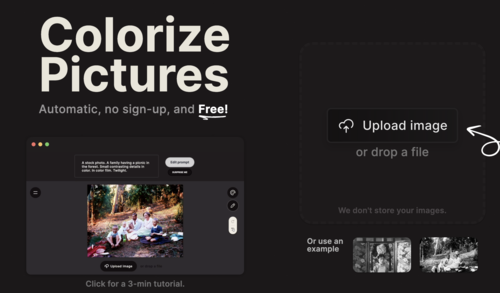 Colorize
Pictures
Automatic, no sign-up, and Free!
A stock photo. A family having a photo in
the forest. Small contrasting details in
color. in color film. Twilight.
Edit prompt
Upload image
Click for a 3-min tutorial.
Upload image
or drop a file
We don't store your images.
Or use an
example